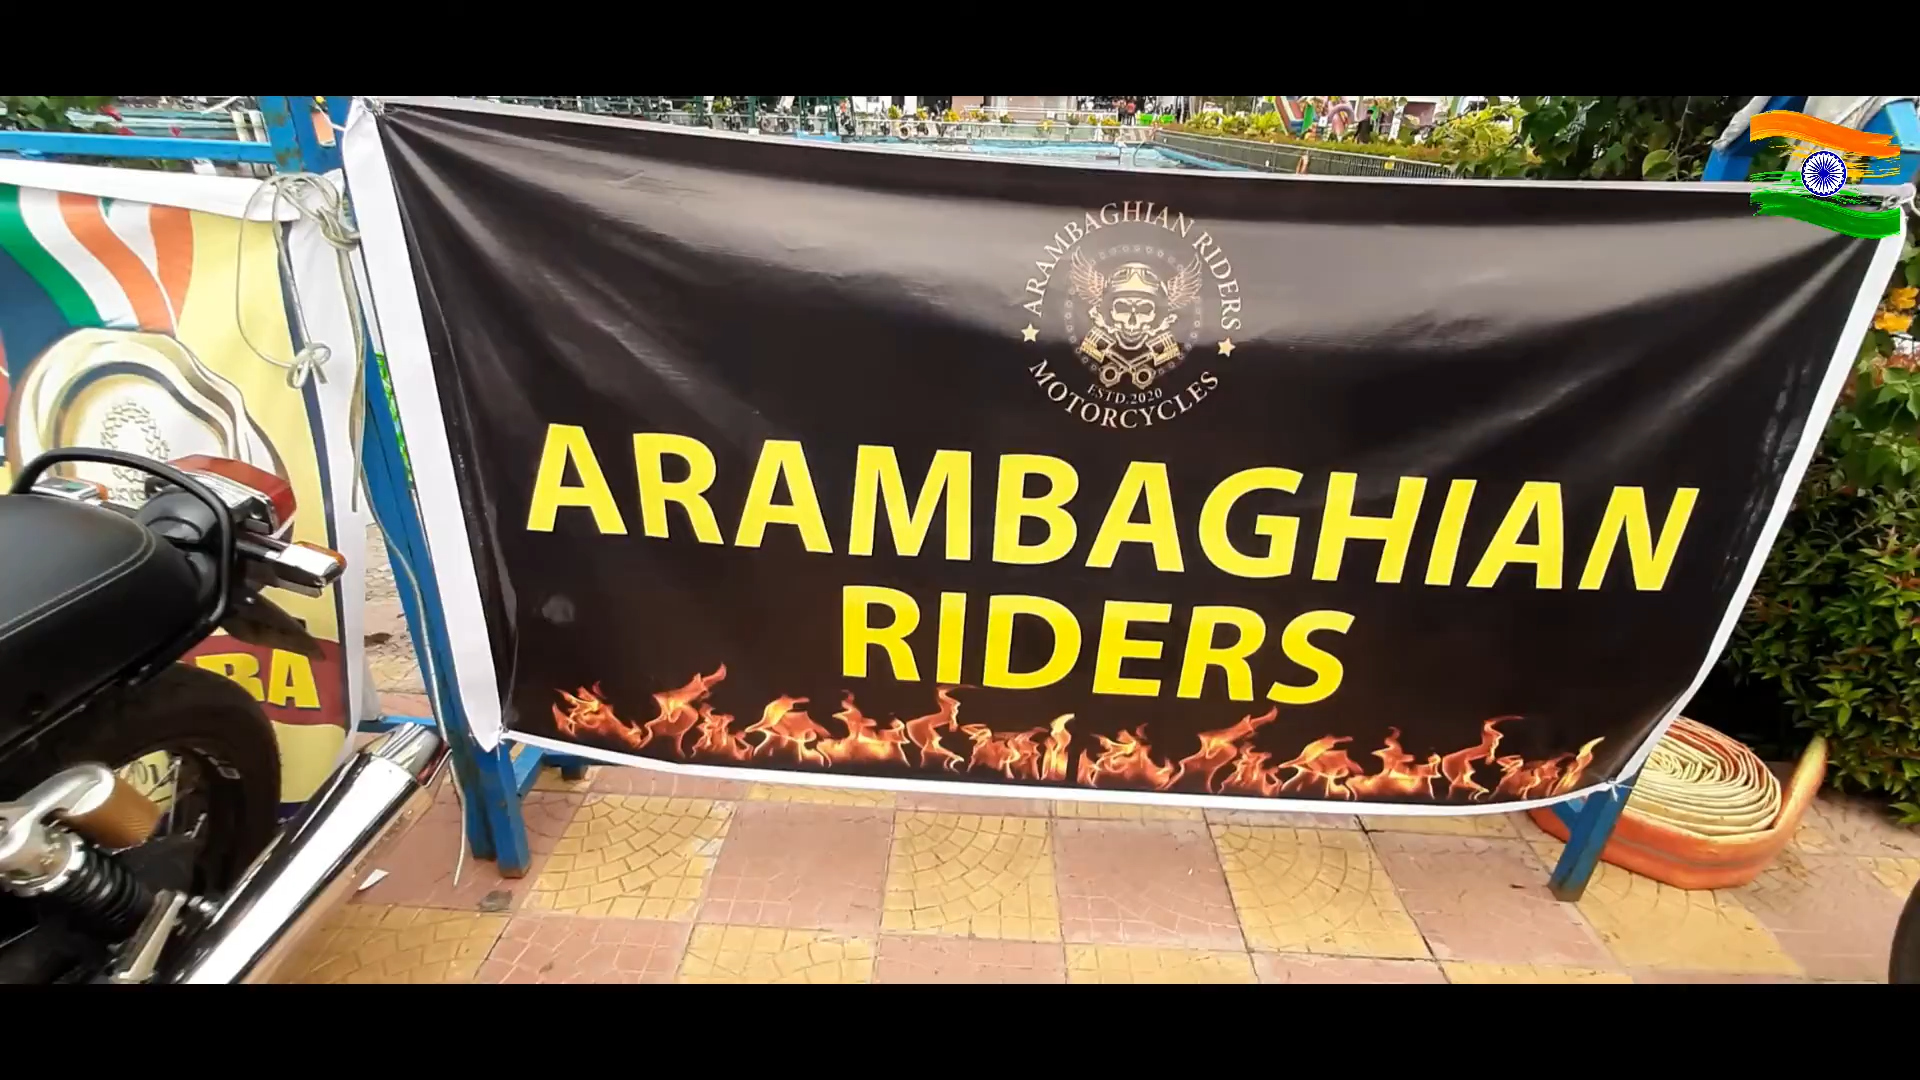 ARAMBAGHIAN RIDERS
ESTD.2020
MOTORCYCLES
ARAMBAGHIAN
RIDERS
RA